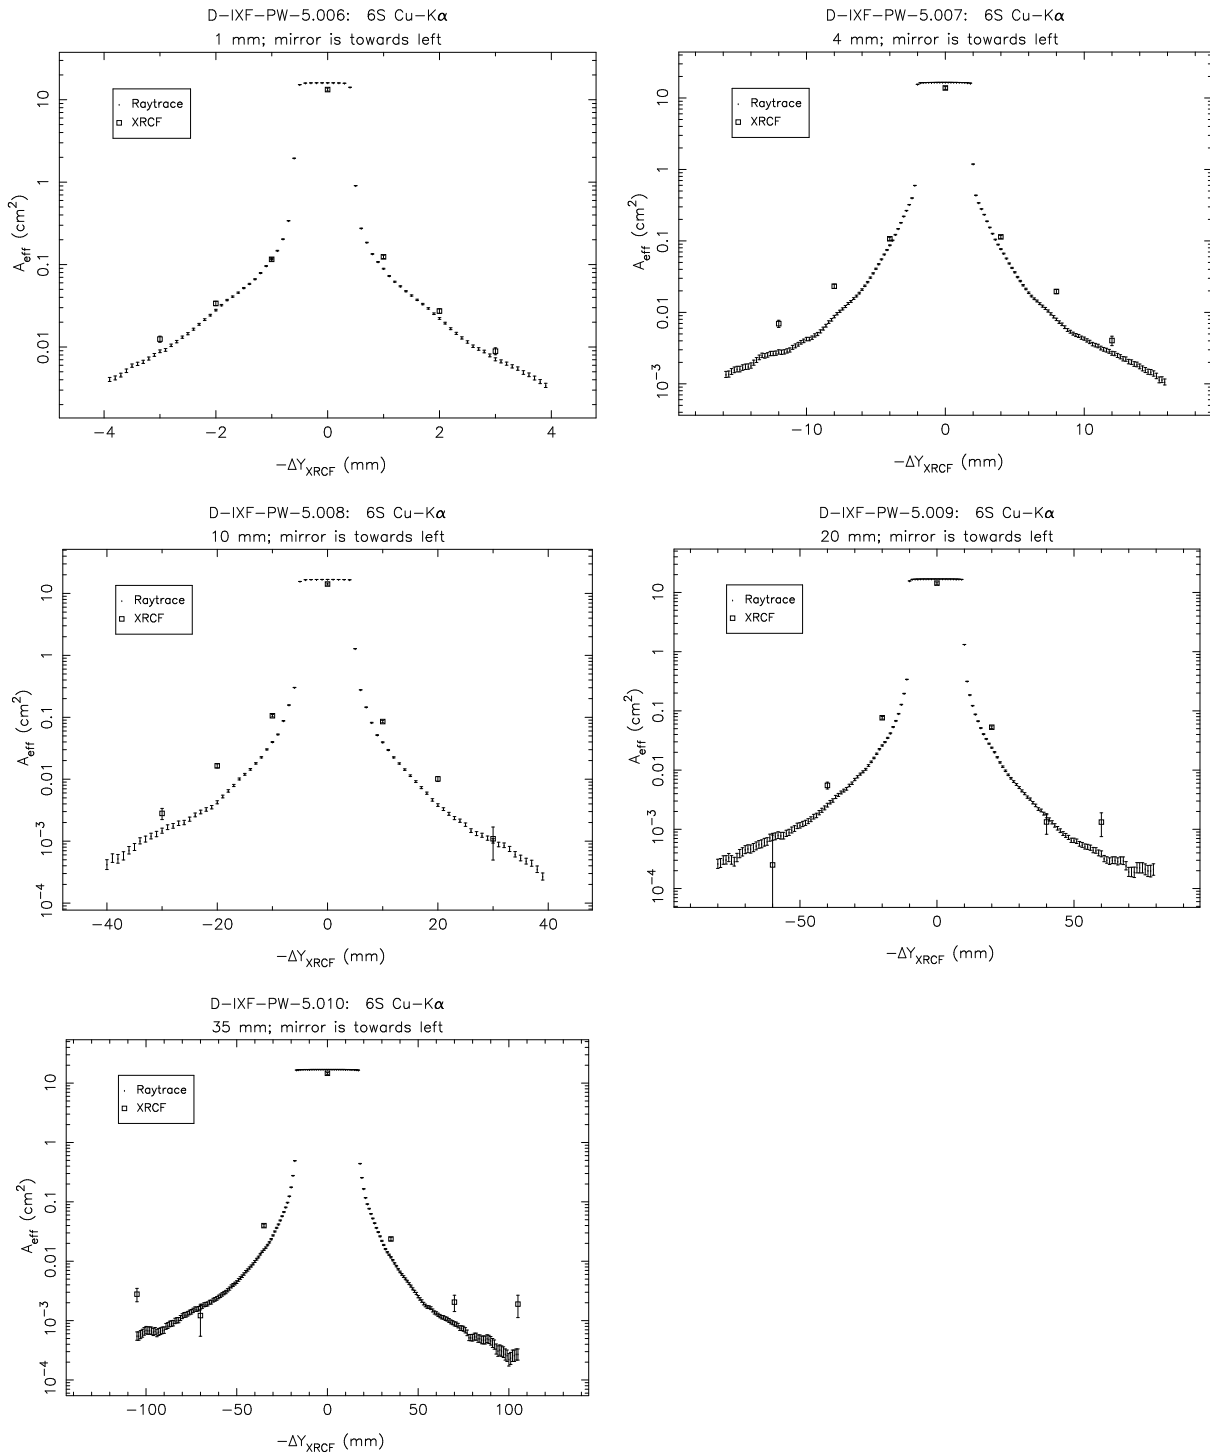 D-IXF-PW-5.006: 6S Cu-Kα
1 mm; mirror is towards left
Raytrace
XRCF
A_eff (cm²)
10
1
0.1
0.01
-4 -2 0 2 4
-ΔY_XRCF (mm)
D-IXF-PW-5.007: 6S Cu-Kα
4 mm; mirror is towards left
Raytrace
XRCF
A_eff (cm²)
10
1
0.1
0.01
10⁻³
-10 0 10
-ΔY_XRCF (mm)
D-IXF-PW-5.008: 6S Cu-Kα
10 mm; mirror is towards left
Raytrace
XRCF
A_eff (cm²)
10
1
0.1
0.01
10⁻³
10⁻⁴
-40 -20 0 20 40
-ΔY_XRCF (mm)
D-IXF-PW-5.009: 6S Cu-Kα
20 mm; mirror is towards left
Raytrace
XRCF
A_eff (cm²)
10
1
0.1
0.01
10⁻³
10⁻⁴
-50 0 50
-ΔY_XRCF (mm)
D-IXF-PW-5.010: 6S Cu-Kα
35 mm; mirror is towards left
Raytrace
XRCF
A_eff (cm²)
10
1
0.1
0.01
10⁻³
10⁻⁴
-100 -50 0 50 100
-ΔY_XRCF (mm)